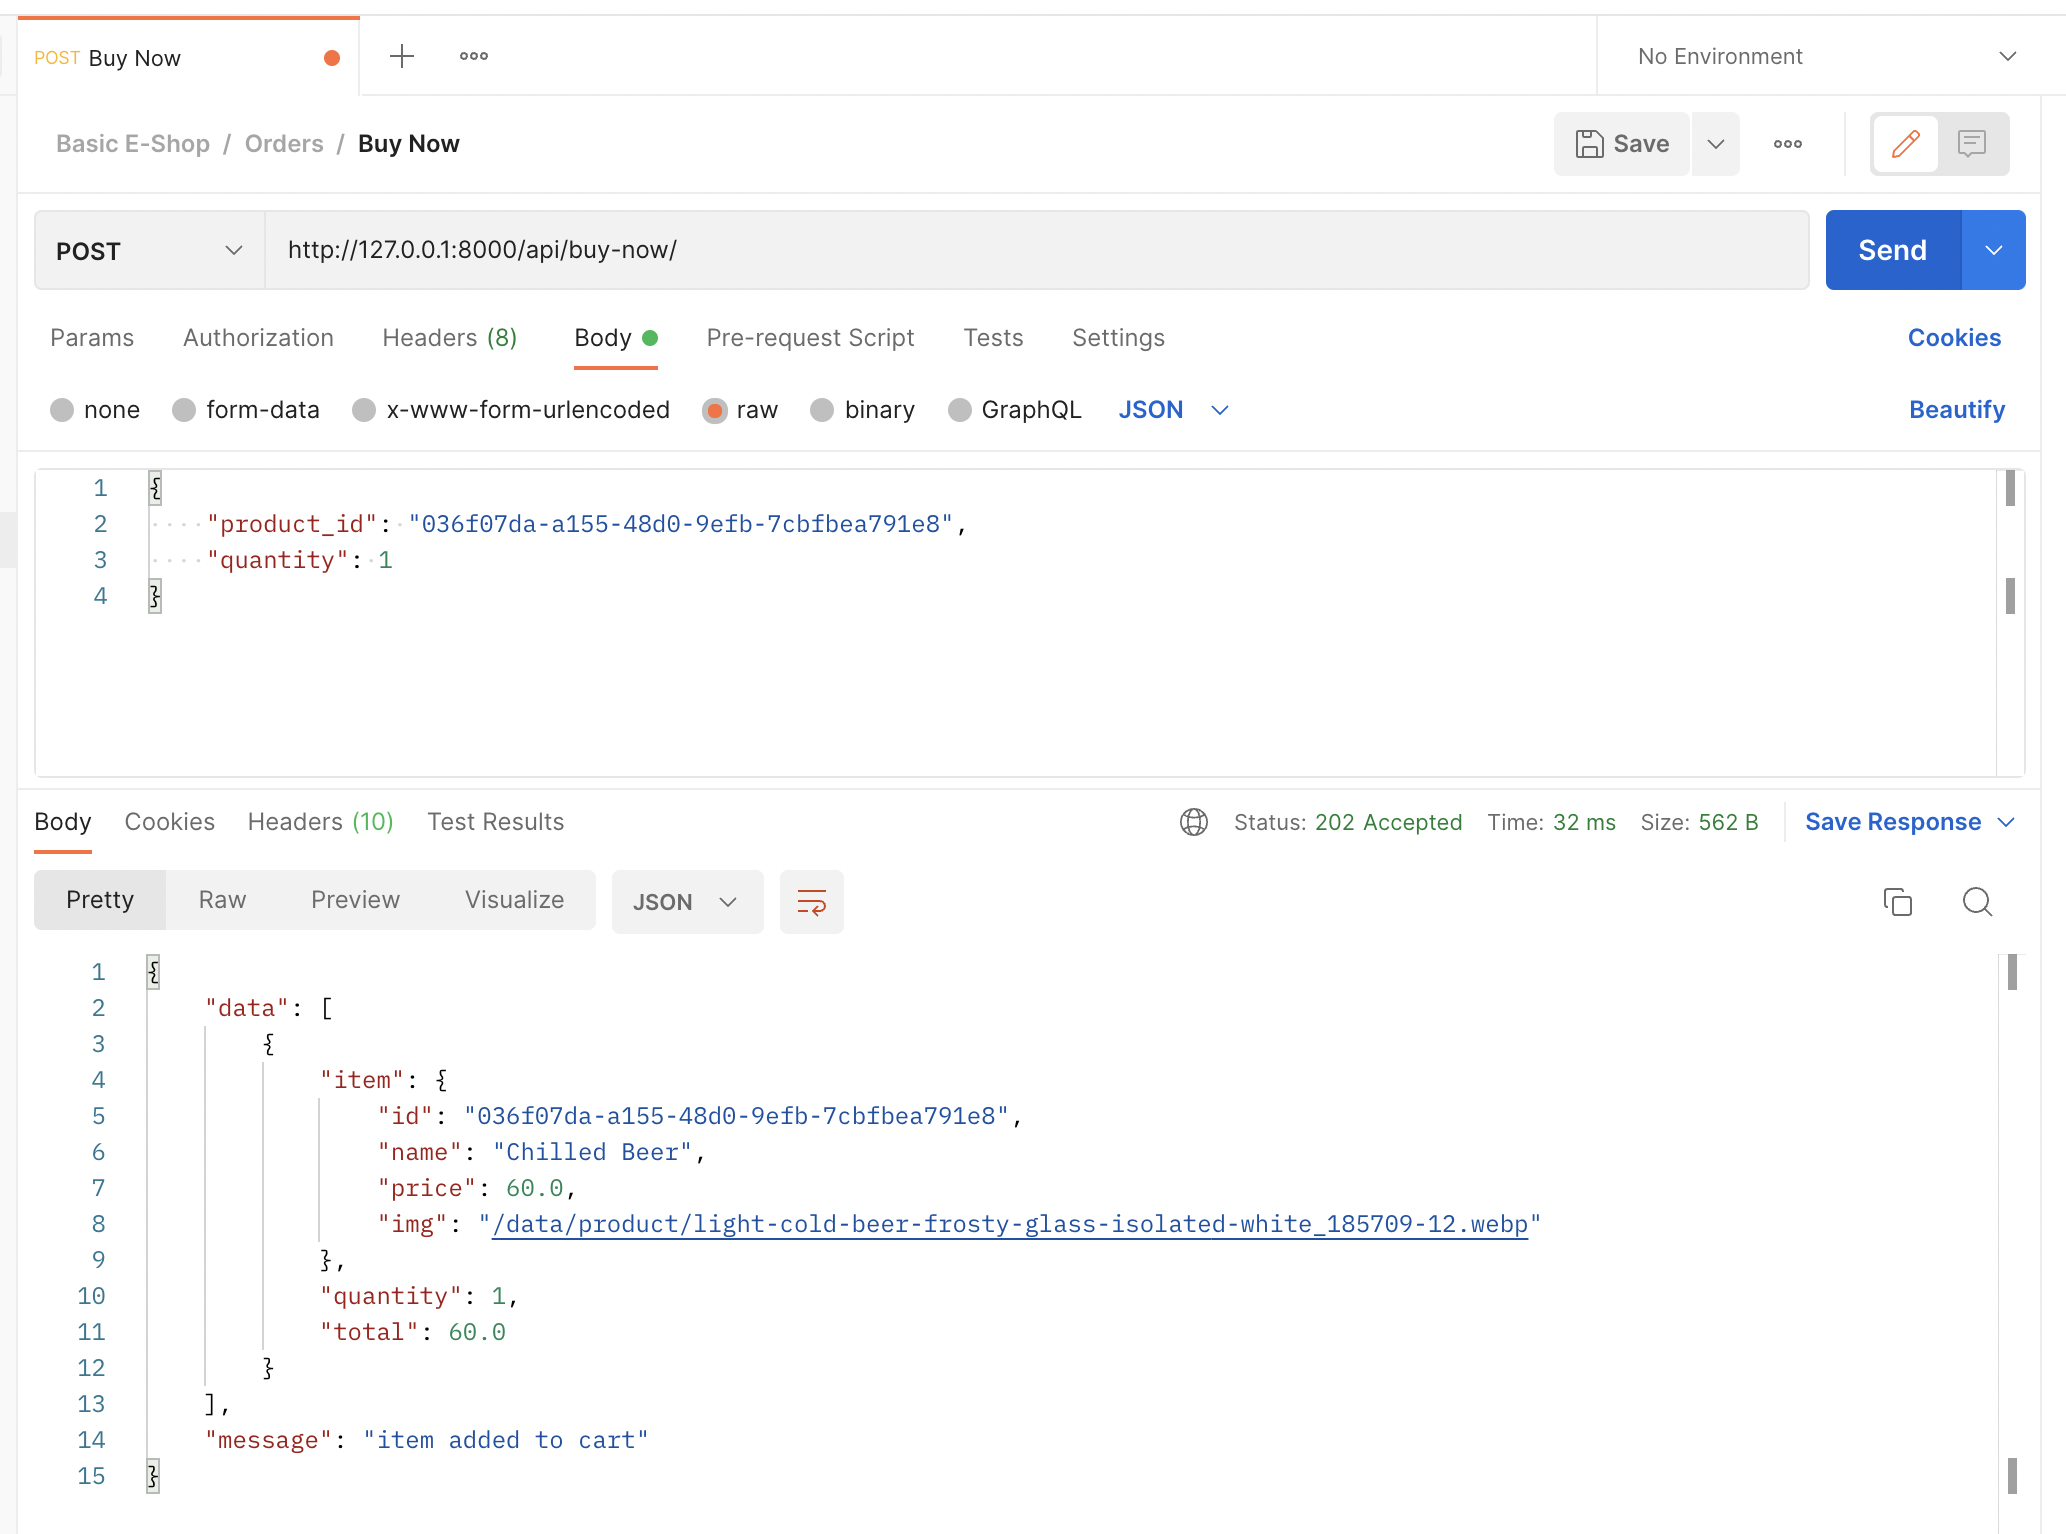 POST Buy Now
No Environment
Basic E-Shop / Orders / Buy Now
Save
POST
http://127.0.0.1:8000/api/buy-now/
Send
Params Authorization Headers (8) Body Pre-request Script Tests Settings Cookies
none form-data x-www-form-urlencoded raw binary GraphQL JSON Beautify
1 {
2 "product_id": "036f07da-a155-48d0-9efb-7cbfbea791e8",
3 "quantity": 1
4 }
Body Cookies Headers (10) Test Results Status: 202 Accepted Time: 32 ms Size: 562 B Save Response
Pretty Raw Preview Visualize JSON
1 {
2 "data": [
3 {
4 "item": {
5 "id": "036f07da-a155-48d0-9efb-7cbfbea791e8",
6 "name": "Chilled Beer",
7 "price": 60.0,
8 "img": "/data/product/light-cold-beer-frosty-glass-isolated-white_185709-12.webp"
9 },
10 "quantity": 1,
11 "total": 60.0
12 }
13 ],
14 "message": "item added to cart"
15 }